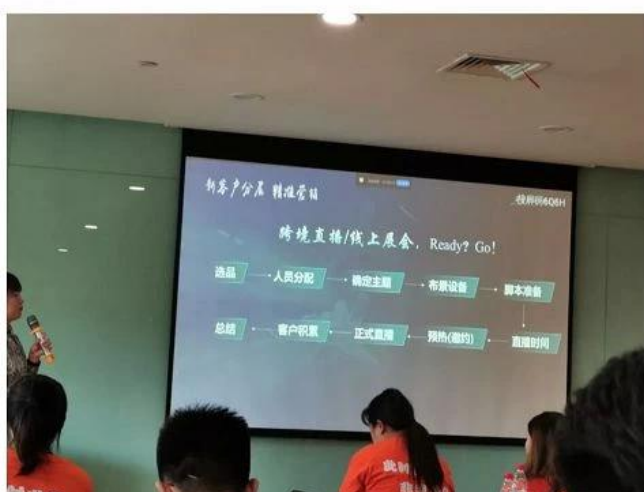 新客户分层 精准营销
跨境直播/线上展会，Ready? Go!
选品
人员分配
确定主题
布景设备
脚本准备
总结
客户积累
正式直播
预热(邀约)
直播时间